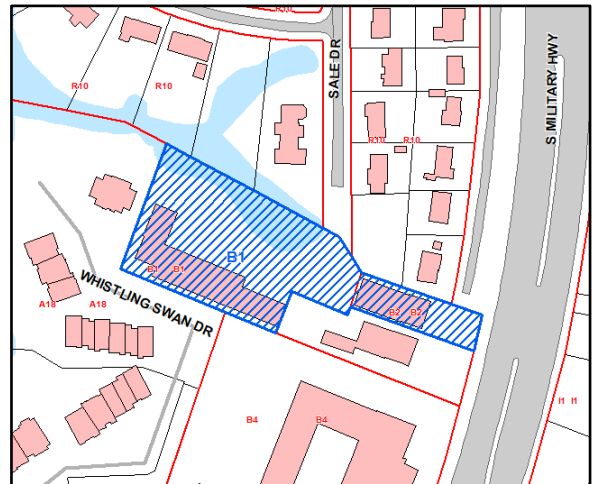 R10
SALE DR
S MILITARY HWY
R10
R10
R10
R10
B1
B1
B1
A18
A18
WHISTLING SWAN DR
B2
B2
I1
I1
B4
B4